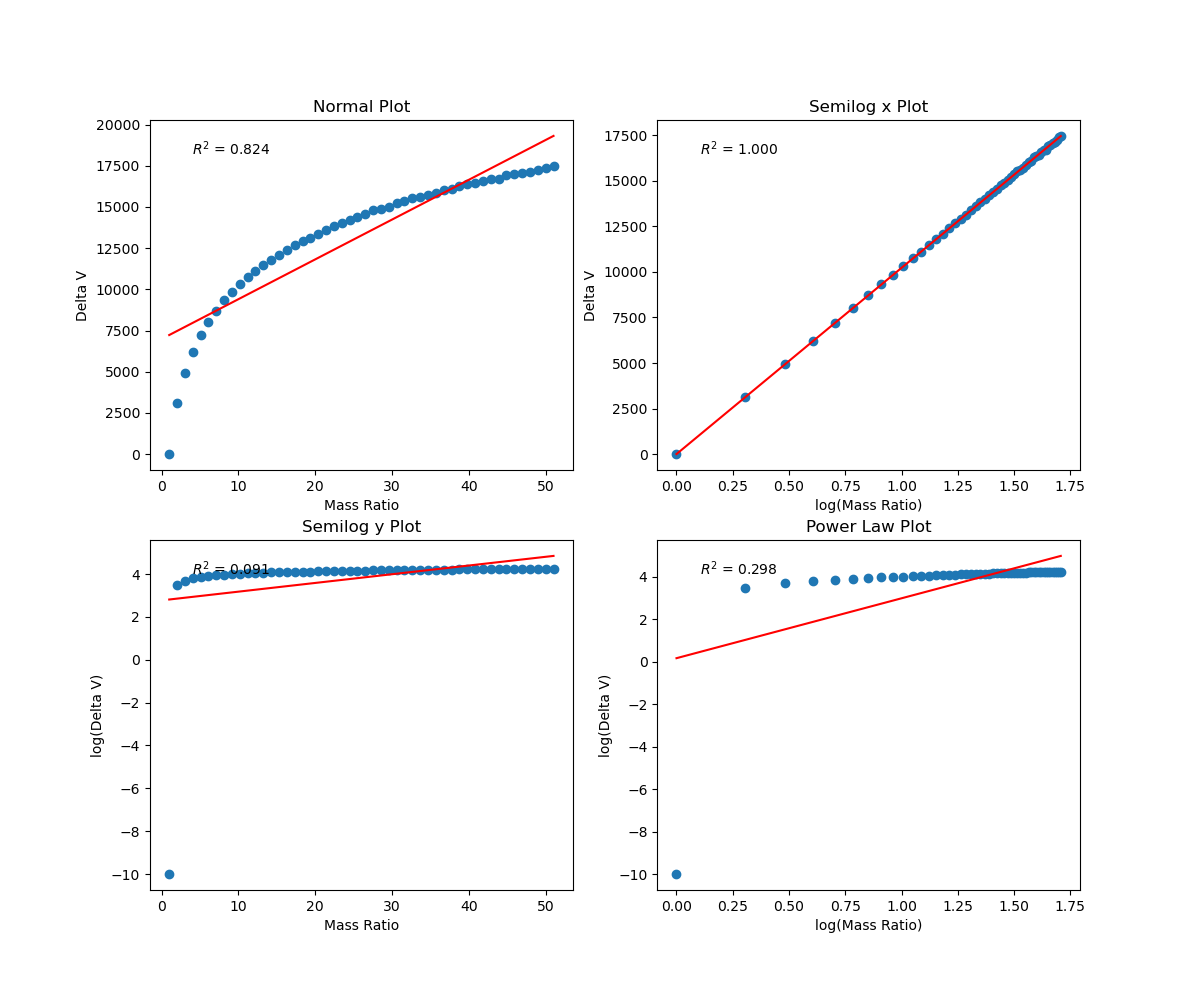 Normal Plot
20000
17500
15000
12500
10000
7500
5000
2500
0
Delta V
R² = 0.824
0 10 20 30 40 50
Mass Ratio
Semilog x Plot
17500
15000
12500
10000
7500
5000
2500
0
Delta V
R² = 1.000
0.00 0.25 0.50 0.75 1.00 1.25 1.50 1.75
log(Mass Ratio)
Semilog y Plot
4
2
0
−2
−4
−6
−8
−10
log(Delta V)
R² = 0.091
0 10 20 30 40 50
Mass Ratio
Power Law Plot
4
2
0
−2
−4
−6
−8
−10
log(Delta V)
R² = 0.298
0.00 0.25 0.50 0.75 1.00 1.25 1.50 1.75
log(Mass Ratio)